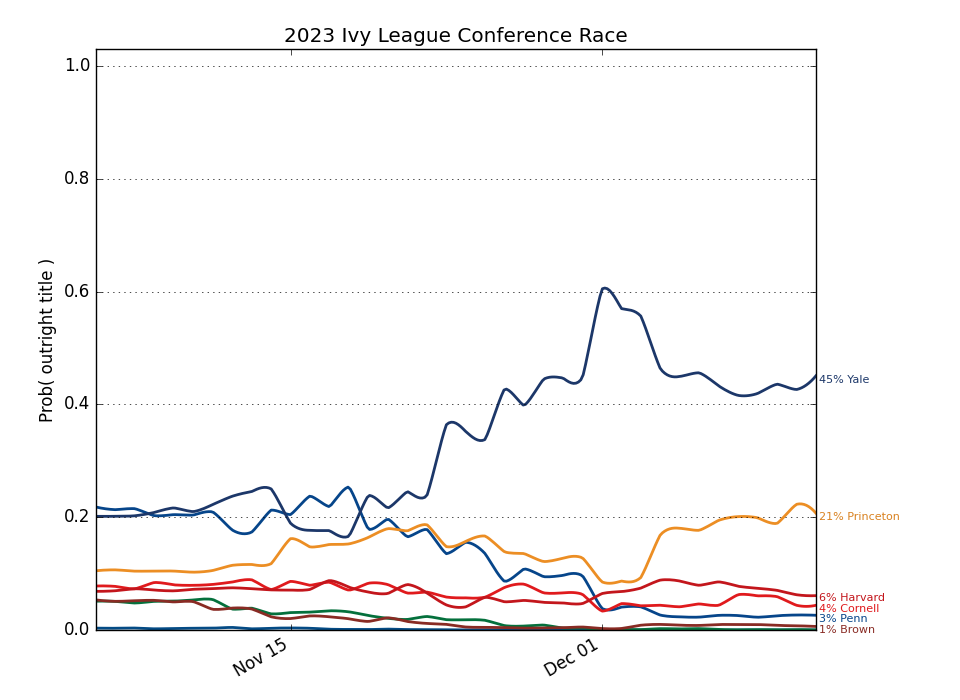 2023 Ivy League Conference Race
Prob( outright title )
1.0
0.8
0.6
0.4
0.2
0.0
Nov 15
Dec 01
45% Yale
21% Princeton
6% Harvard
4% Cornell
3% Penn
1% Brown